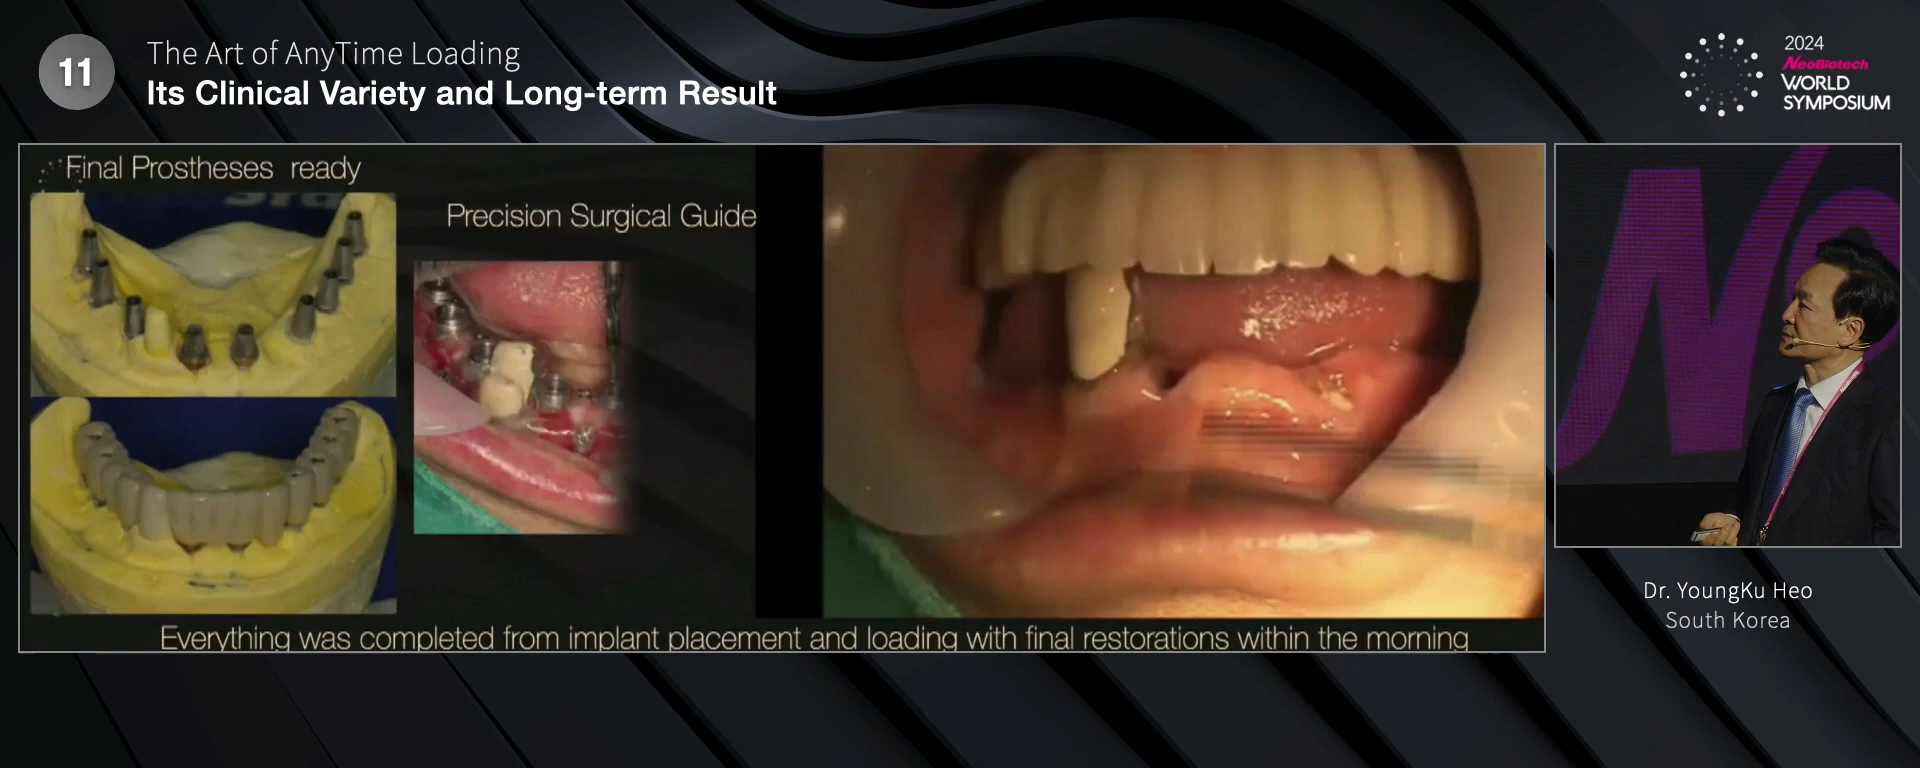 11
The Art of AnyTime Loading
Its Clinical Variety and Long-term Result
2024
NeoBiotech
WORLD
SYMPOSIUM
Final Prostheses ready
Precision Surgical Guide
Everything was completed from implant placement and loading with final restorations within the morning
Dr. YoungKu Heo
South Korea